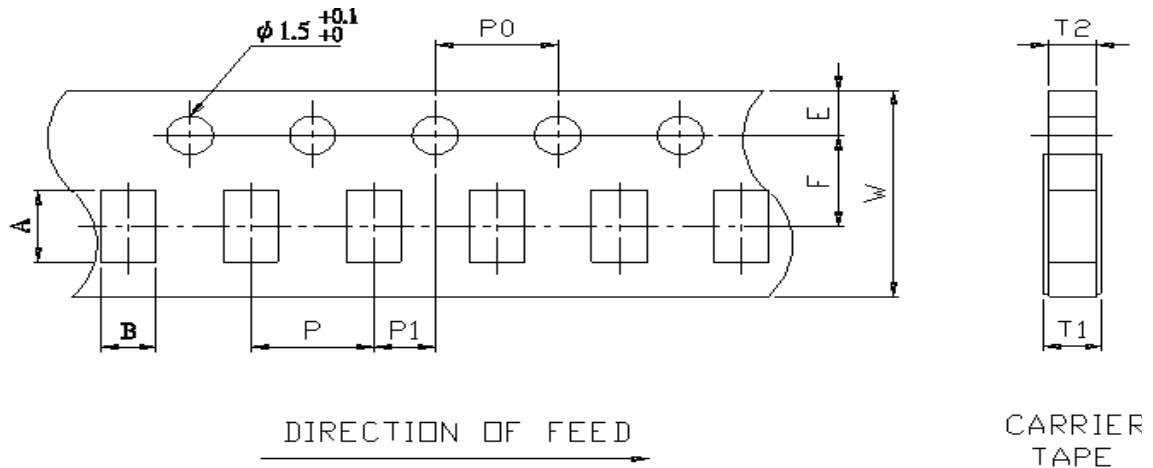 ϕ 1.5 +0.1 +0
P0
T2
E
F
W
A
B
P
P1
T1
DIRECTION OF FEED
CARRIER
TAPE